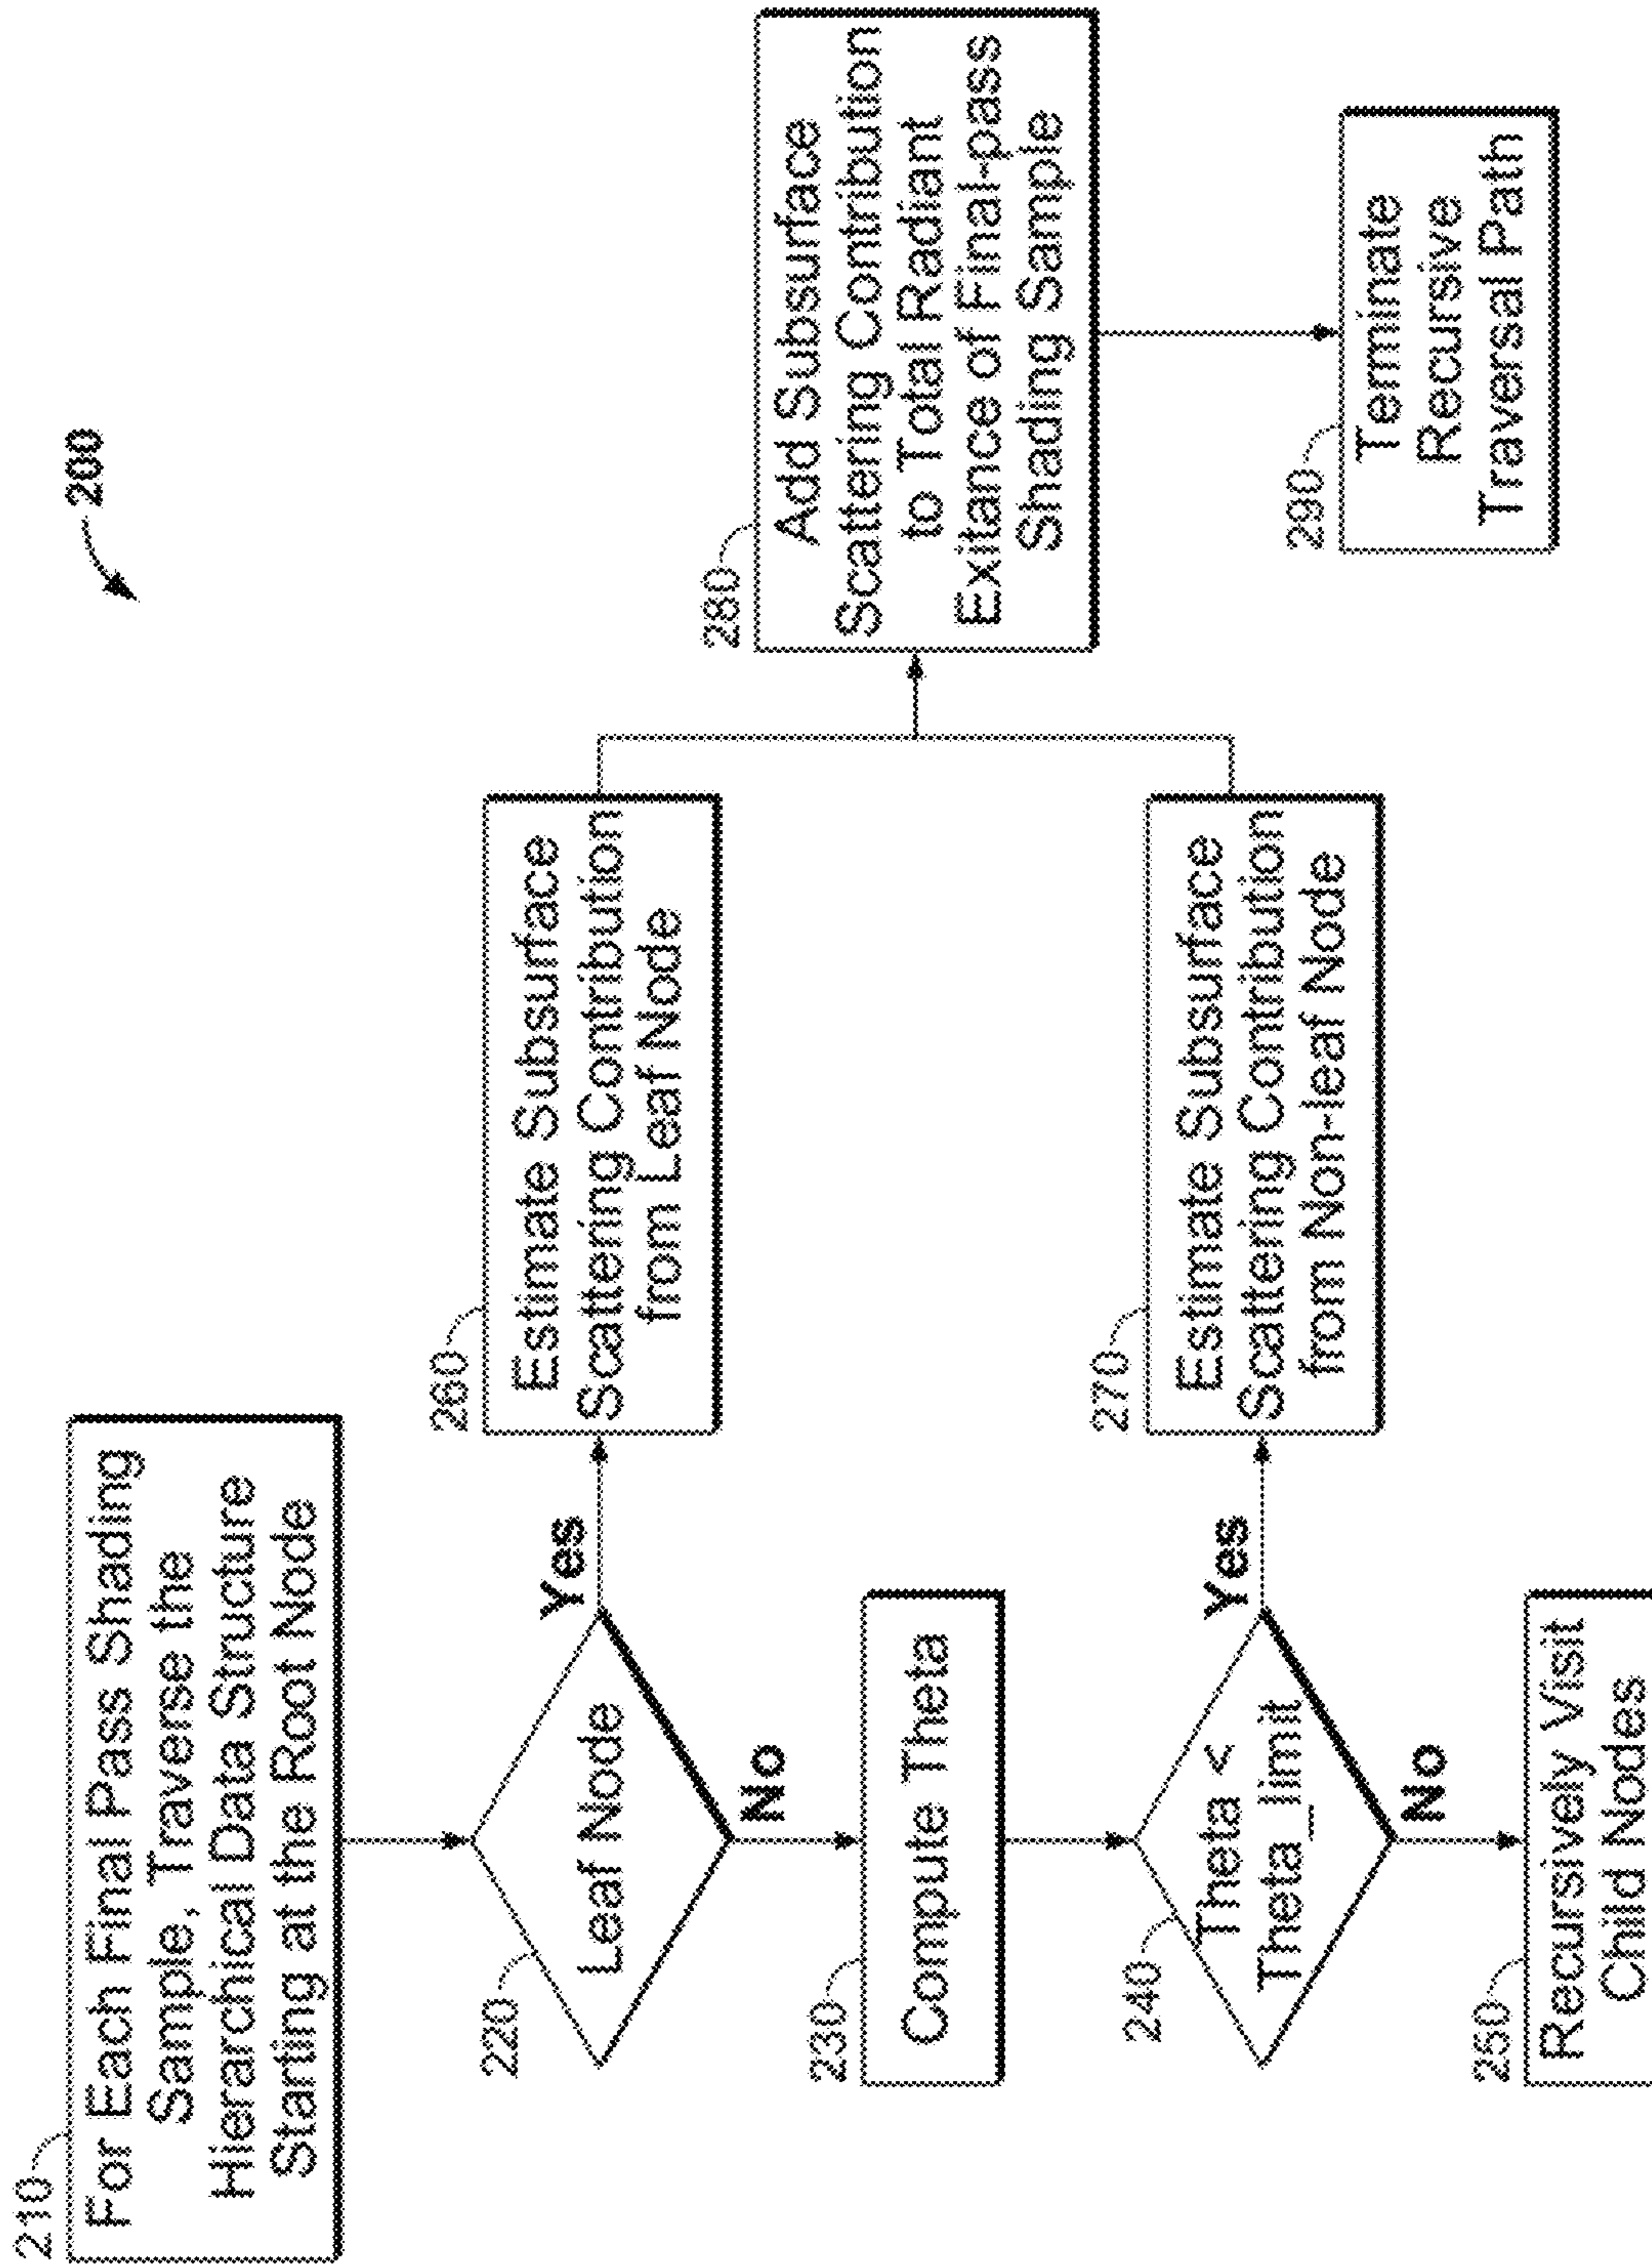 200
210
For Each Final Pass Shading
Sample, Traverse the
Hierarchical Data Structure
Starting at the Root Node
220
Leaf Node
Yes
No
260
Estimate Subsurface
Scattering Contribution
from Leaf Node
230
Compute Theta
240
Theta <
Theta_limit
Yes
No
270
Estimate Subsurface
Scattering Contribution
from Non-leaf Node
250
Recursively Visit
Child Nodes
280
Add Subsurface
Scattering Contribution
to Total Radiant
Exitance of Final-pass
Shading Sample
290
Terminate
Recursive
Traversal Path